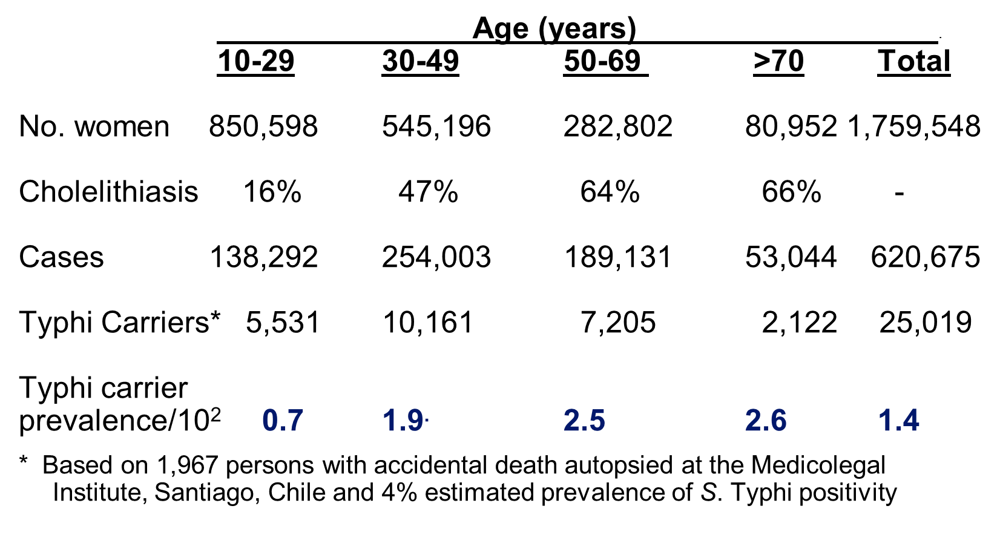 Age (years)
10-29 30-49 50-69 >70 Total
No. women 850,598 545,196 282,802 80,952 1,759,548
Cholelithiasis 16% 47% 64% 66% -
Cases 138,292 254,003 189,131 53,044 620,675
Typhi Carriers* 5,531 10,161 7,205 2,122 25,019
Typhi carrier
prevalence/10² 0.7 1.9. 2.5 2.6 1.4
* Based on 1,967 persons with accidental death autopsied at the Medicolegal
Institute, Santiago, Chile and 4% estimated prevalence of S. Typhi positivity